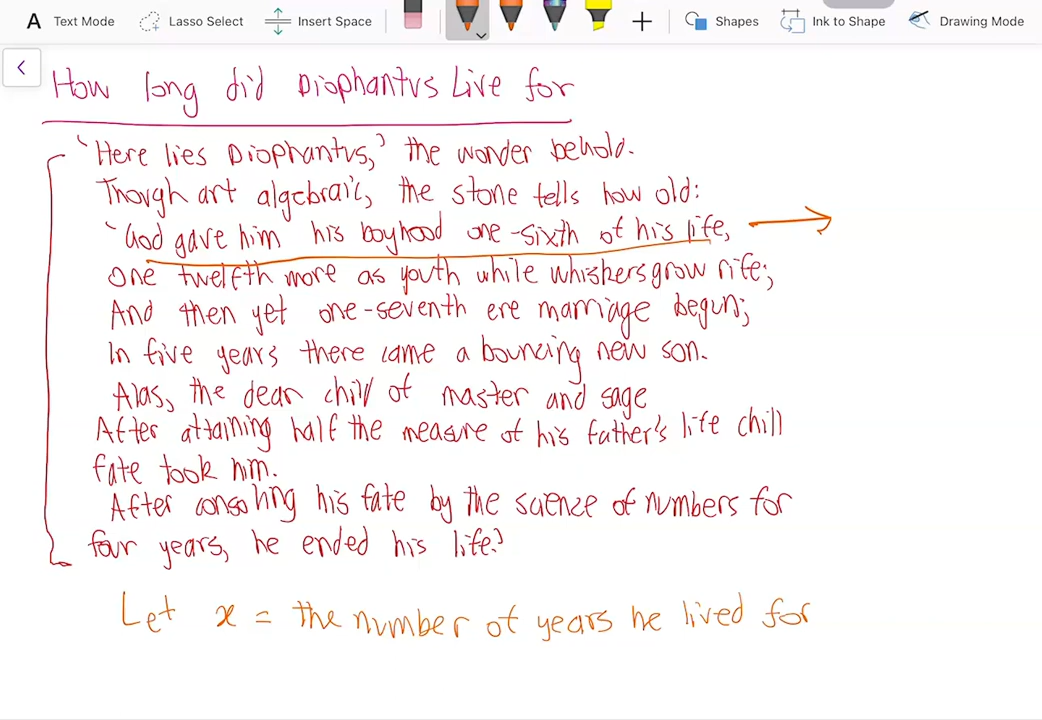 A Text Mode Lasso Select Insert Space Shapes Ink to Shape Drawing Mode
How long did Diophantus Live for
'Here lies Diophantus,' the wonder behold.
Through art algebraic, the stone tells how old:
'God gave him his boyhood one-sixth of his life,
One twelfth more as youth while whiskers grow rife;
And then yet one-seventh ere marriage begun;
In five years there came a bouncing new son.
Alas, the dear child of master and sage
After attaining half the measure of his father's life chill
fate took him.
After consoling his fate by the science of numbers for
four years, he ended his life.'
Let x = the number of years he lived for